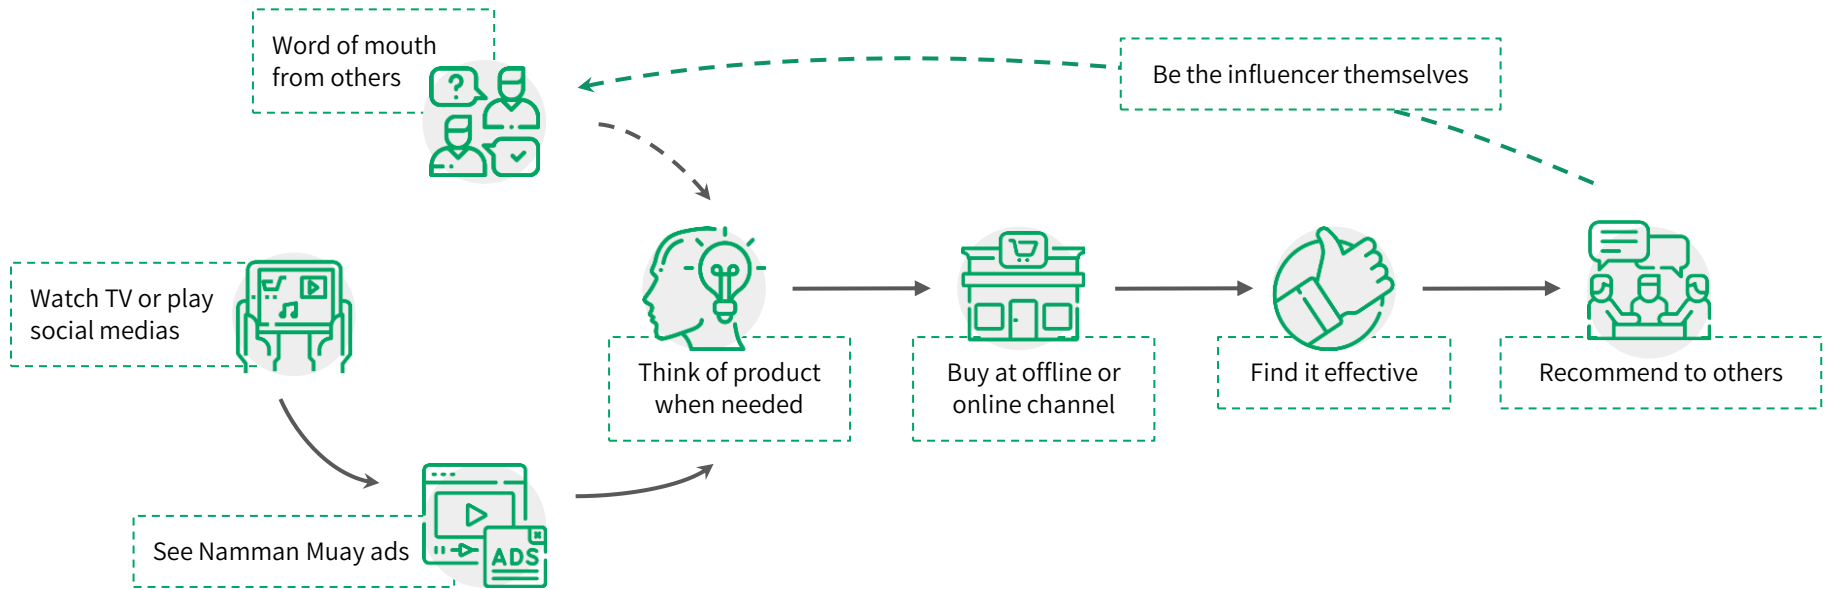 Word of mouth
from others
Be the influencer themselves
?
Watch TV or play
social medias
Think of product
when needed
Buy at offline or
online channel
Find it effective
Recommend to others
See Namman Muay ads
ADS